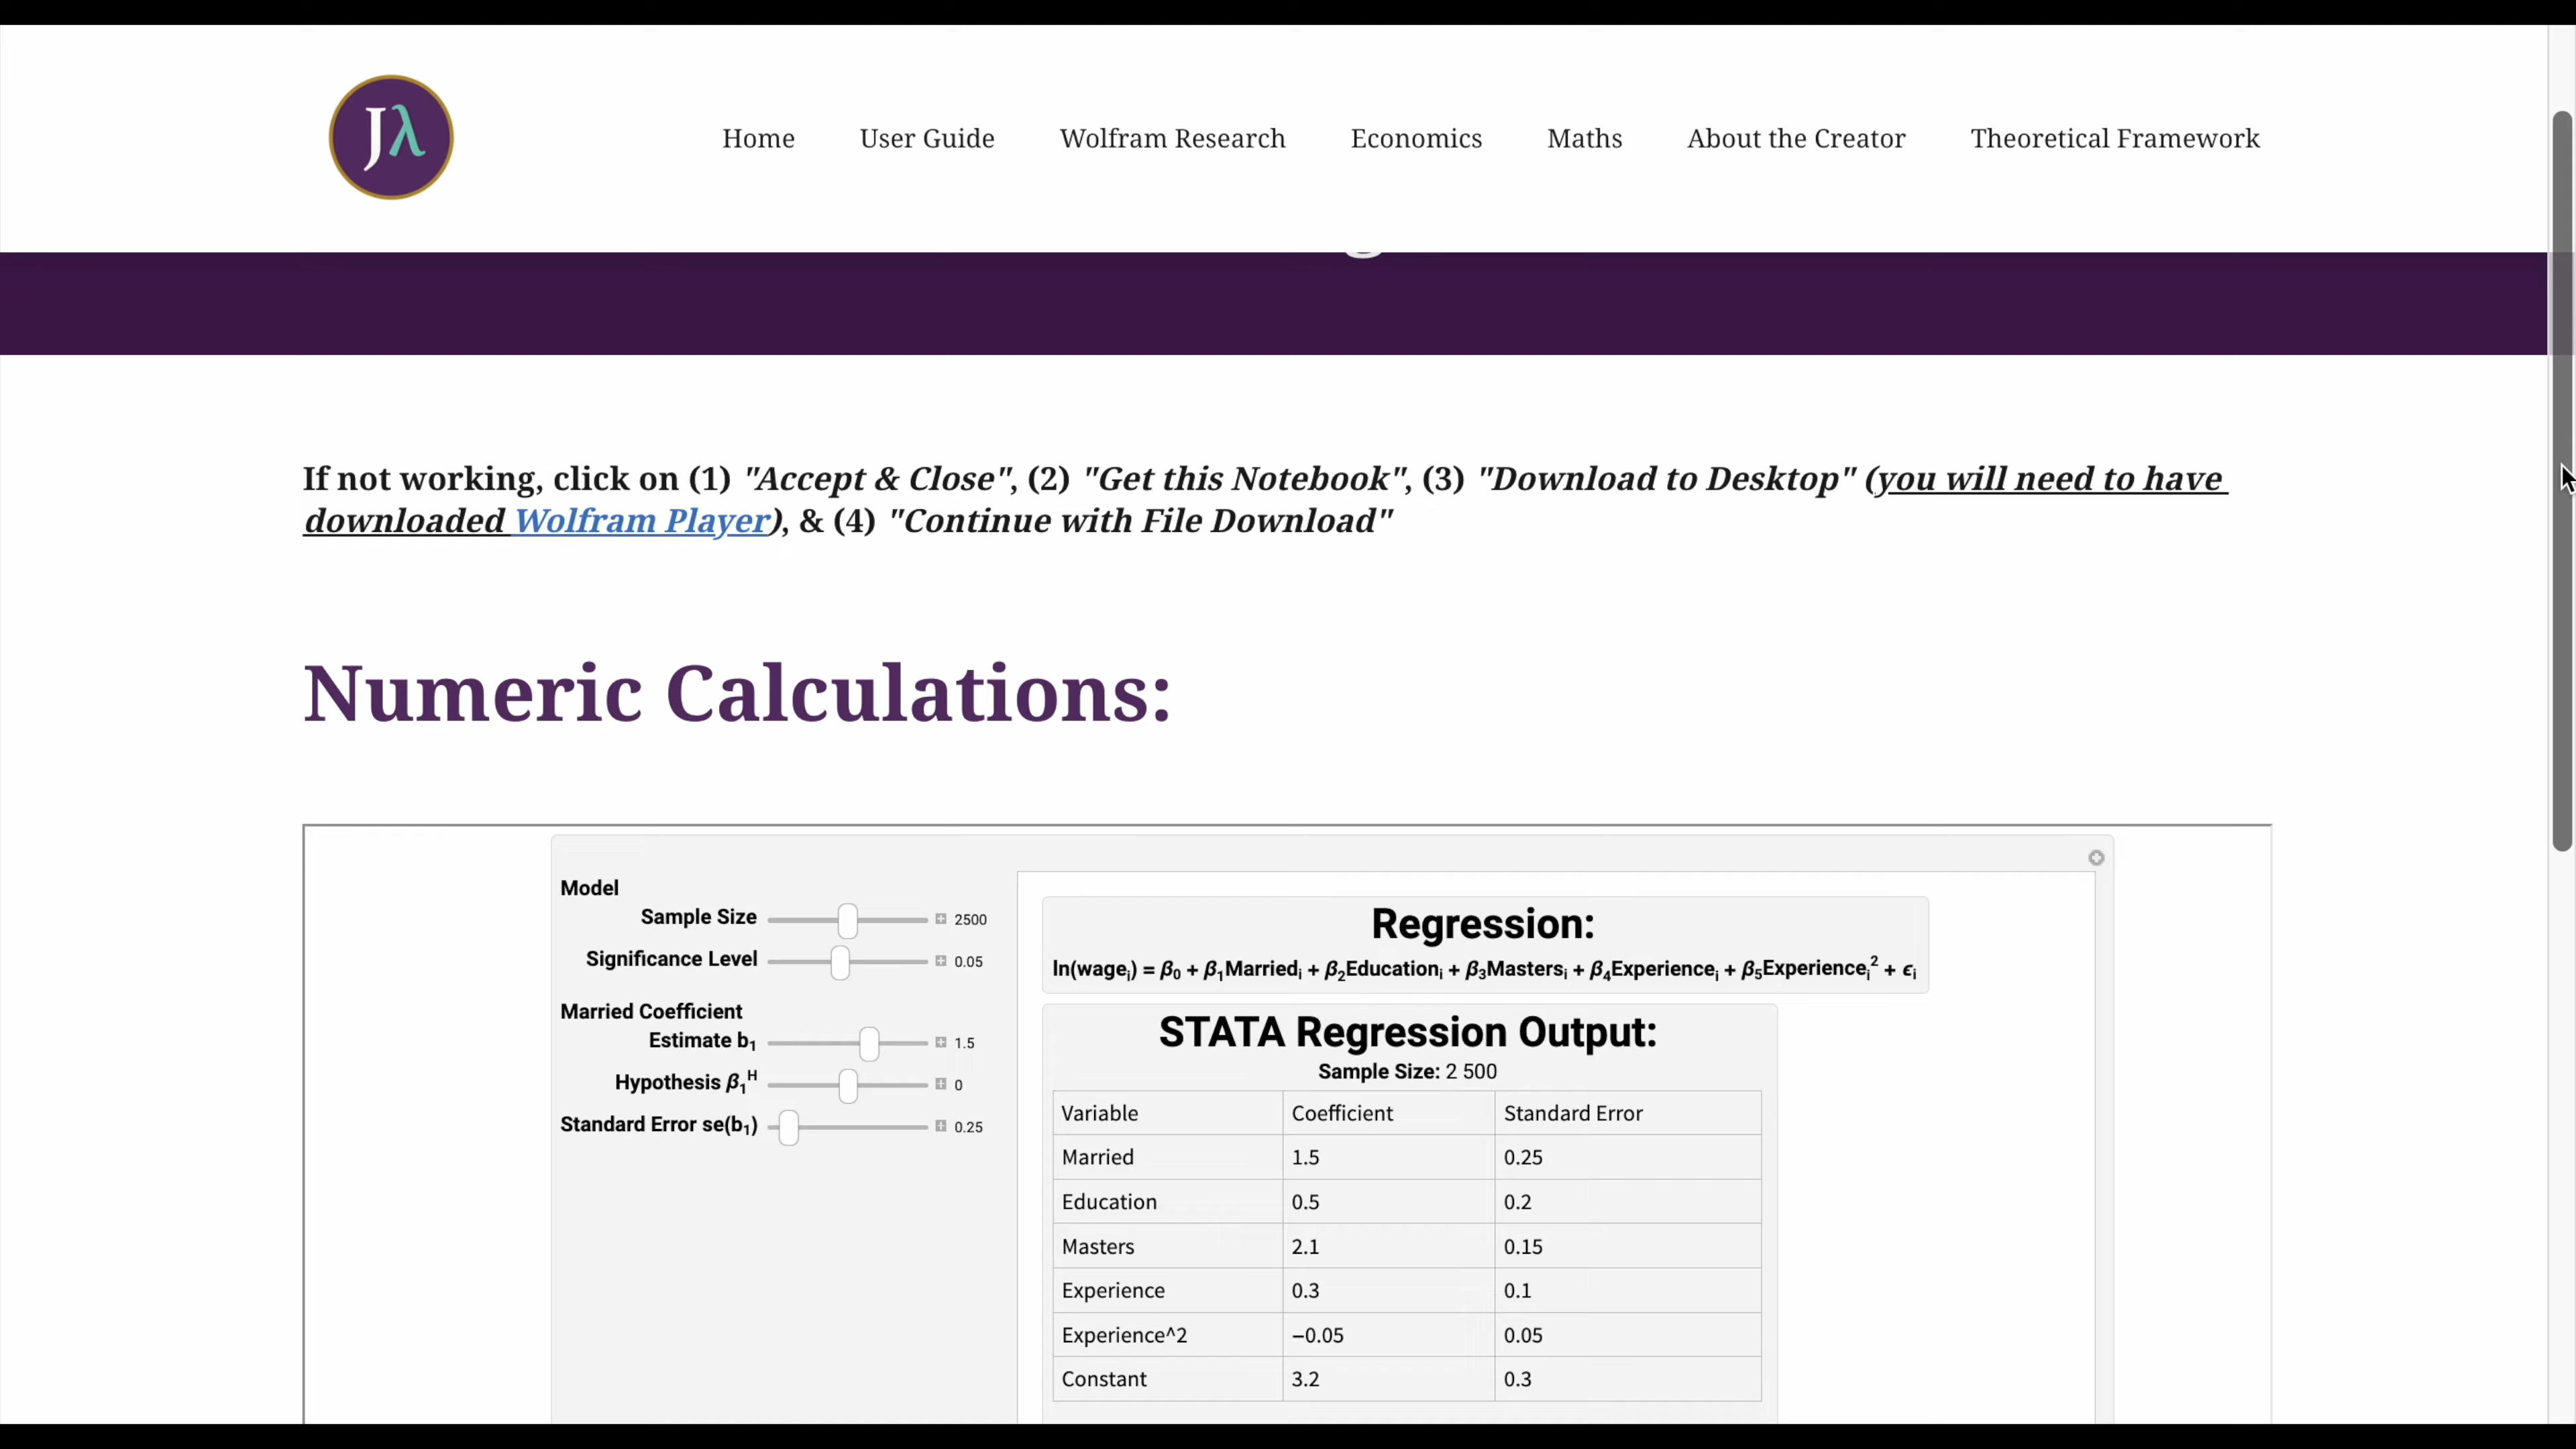 Jλ
Home User Guide Wolfram Research Economics Maths About the Creator Theoretical Framework
If not working, click on (1) "Accept & Close", (2) "Get this Notebook", (3) "Download to Desktop" (you will need to have
downloaded Wolfram Player), & (4) "Continue with File Download"
Numeric Calculations:
Model
Sample Size 2500
Significance Level 0.05
Married Coefficient
Estimate b₁ 1.5
Hypothesis β₁ᴴ 0
Standard Error se(b₁) 0.25
Regression:
ln(wageᵢ) = β₀ + β₁Marriedᵢ + β₂Educationᵢ + β₃Mastersᵢ + β₄Experienceᵢ + β₅Experienceᵢ² + ϵᵢ
STATA Regression Output:
Sample Size: 2 500
Variable Coefficient Standard Error
Married 1.5 0.25
Education 0.5 0.2
Masters 2.1 0.15
Experience 0.3 0.1
Experience^2 −0.05 0.05
Constant 3.2 0.3